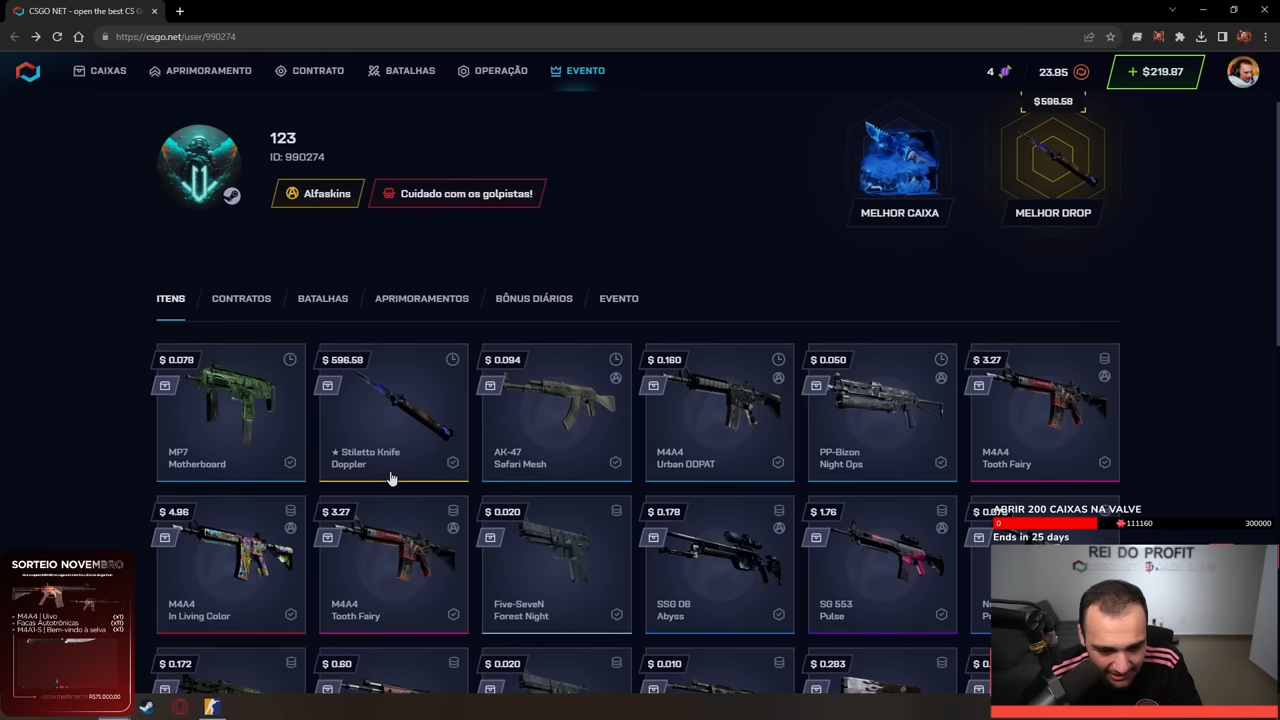 CSGO NET - open the best CS G
https://csgo.net/user/990274
CAIXAS
APRIMORAMENTO
CONTRATO
BATALHAS
OPERAÇÃO
EVENTO
4
23.85
+ $219.87
123
ID: 990274
Alfaskins
Cuidado com os golpistas!
MELHOR CAIXA
$596.58
MELHOR DROP
ITENS
CONTRATOS
BATALHAS
APRIMORAMENTOS
BÔNUS DIÁRIOS
EVENTO
$ 0.078
MP7
Motherboard
$ 596.58
★ Stiletto Knife
Doppler
$ 0.094
AK-47
Safari Mesh
$ 0.160
M4A4
Urban DDPAT
$ 0.050
PP-Bizon
Night Ops
$ 3.27
M4A4
Tooth Fairy
$ 4.96
M4A4
In Living Color
$ 3.27
M4A4
Tooth Fairy
$ 0.020
Five-SeveN
Forest Night
$ 0.178
SSG 08
Abyss
$ 1.76
SG 553
Pulse
$ 0.172
$ 0.60
$ 0.020
$ 0.010
$ 0.283
ABRIR 200 CAIXAS NA VALVE
0
111160
300000
Ends in 25 days
REI DO PROFIT
SORTEIO NOVEMBRO
M4A4 | Uivo (x1)
Facas Autotrônicas
M4A1-S | Bem-vindo à selva (x1)
R$75.000,00